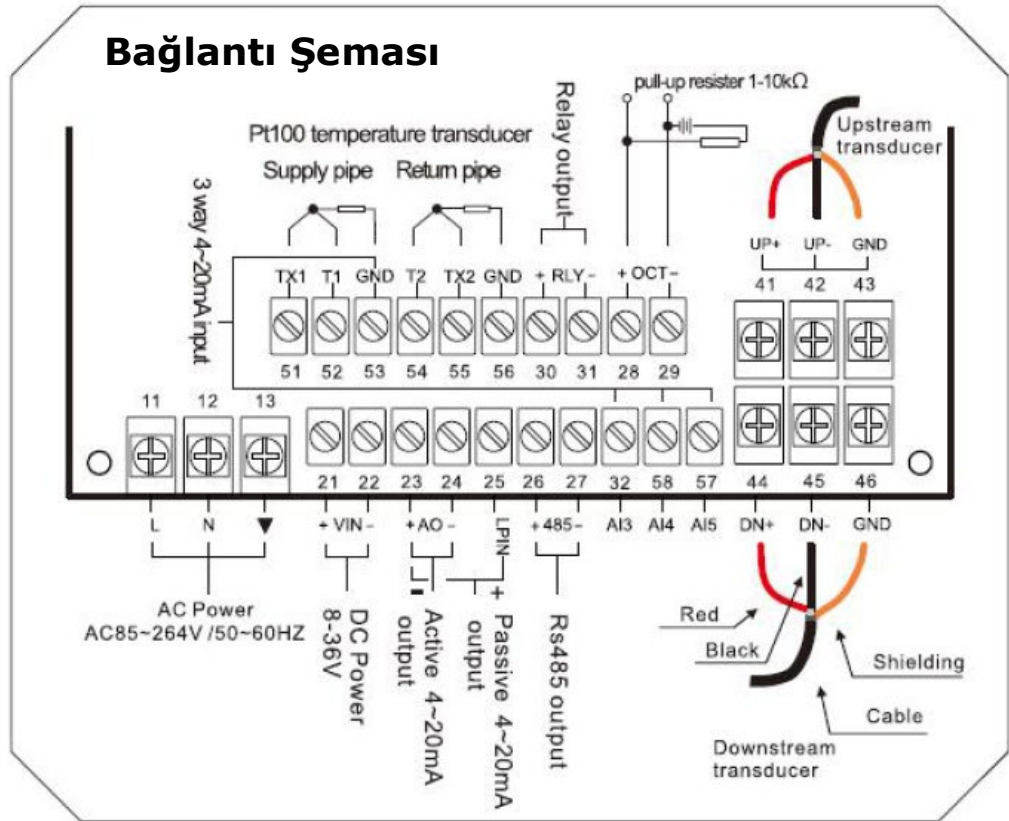 Bağlantı Şeması
pull-up resister 1-10kΩ
Relay output
Upstream
transducer
Pt100 temperature transducer
Supply pipe Return pipe
3 way 4~20mA input
UP+ UP- GND
TX1 T1 GND T2 TX2 GND + RLY - + OCT -
41 42 43
51 52 53 54 55 56 30 31 28 29
11 12 13
21 22 23 24 25 26 27 32 58 57 44 45 46
L N ▼ + VIN - + AO - LPIN + 485 - AI3 AI4 AI5 DN+ DN- GND
- +
AC Power
AC85~264V /50~60HZ
DC Power
8-36V
Active 4~20mA
output
Passive 4~20mA
output
Rs485 output
Red
Black
Shielding
Cable
Downstream
transducer